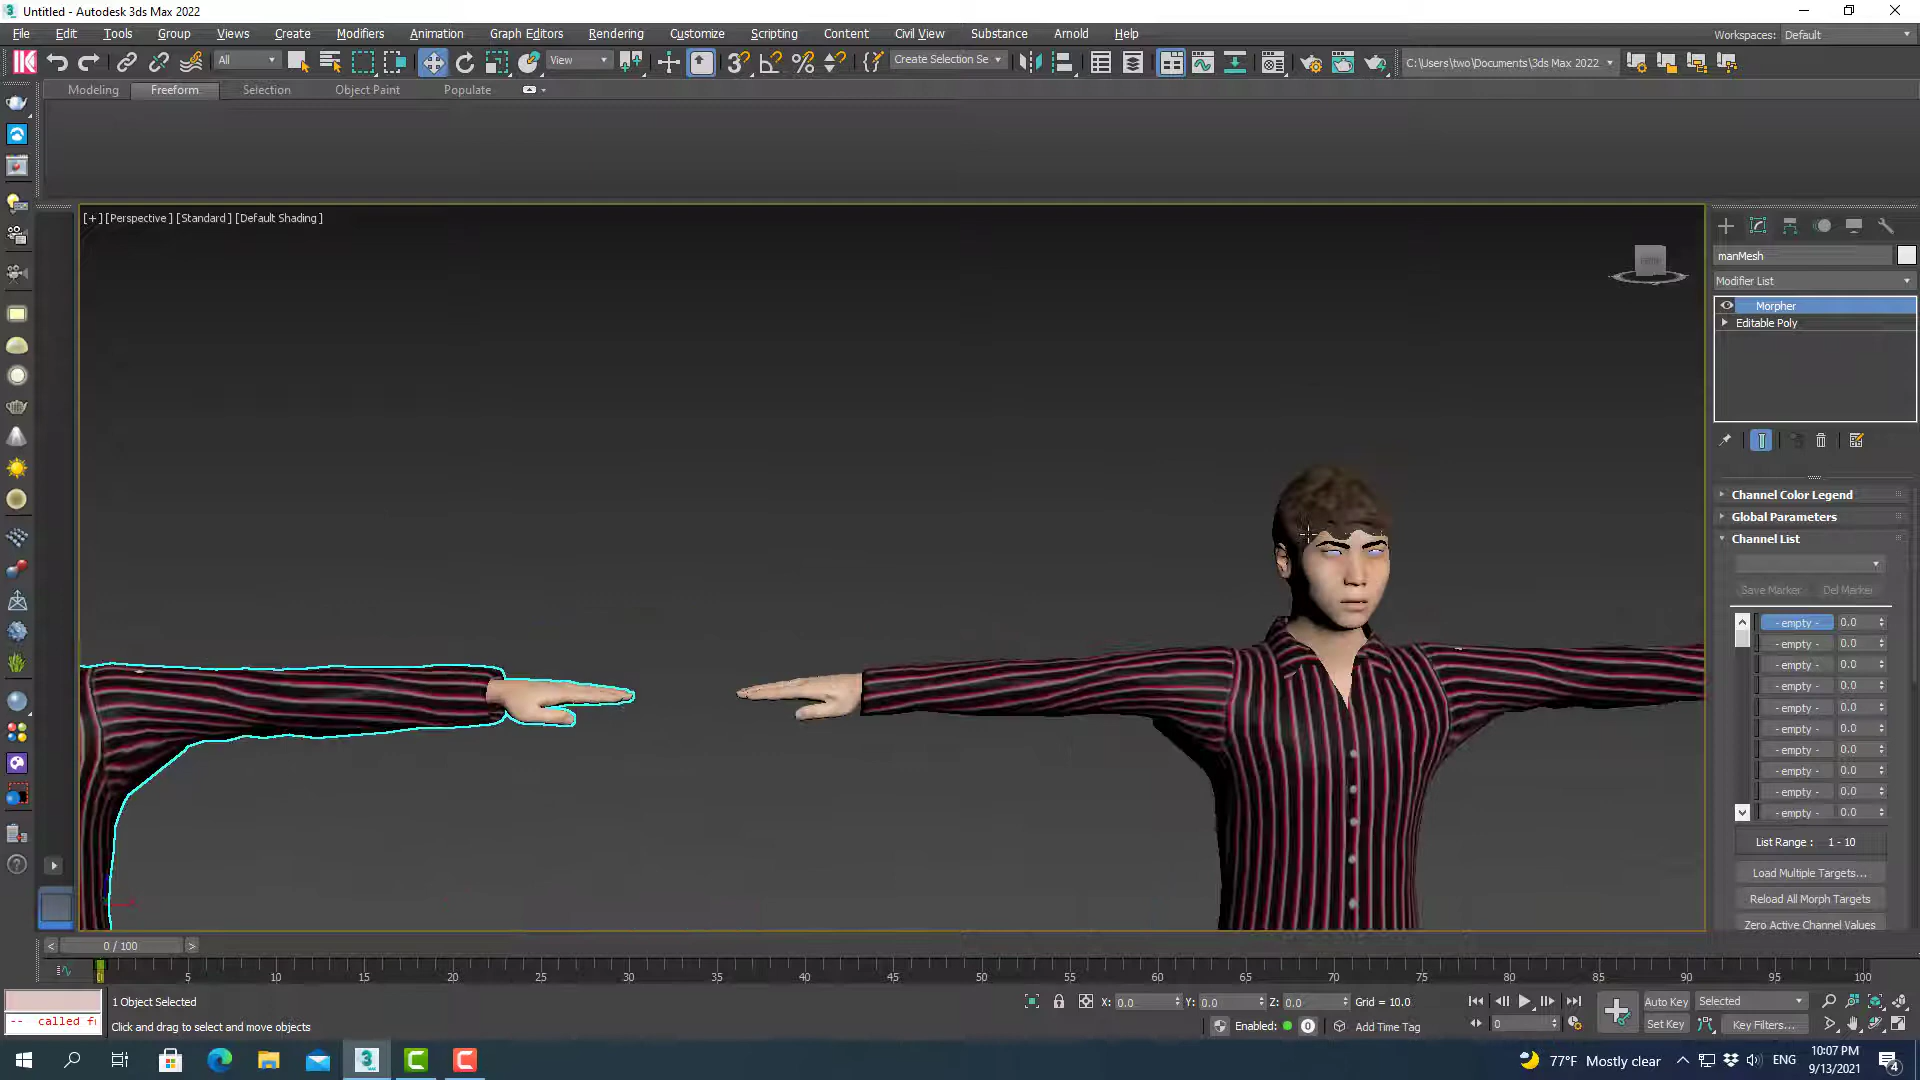 Untitled - Autodesk 3ds Max 2022
File Edit Tools Group Views Create Modifiers Animation Graph Editors Rendering Customize Scripting Content Civil View Substance Arnold Help
Workspaces: Default
All View Create Selection Se C:\Users\two\Documents\3ds Max 2022
Modeling Freeform Selection Object Paint Populate
[+] [Perspective ] [Standard ] [Default Shading ]
manMesh
Modifier List
Morpher
Editable Poly
Channel Color Legend
Global Parameters
Channel List
Save Marker Del Marker
- empty - 0.0
- empty - 0.0
- empty - 0.0
- empty - 0.0
- empty - 0.0
- empty - 0.0
- empty - 0.0
- empty - 0.0
- empty - 0.0
- empty - 0.0
List Range : 1 - 10
Load Multiple Targets...
Reload All Morph Targets
Zero Active Channel Values
< 0 / 100 >
0 5 10 15 20 25 30 35 40 45 50 55 60 65 70 75 80 85 90 95 100
1 Object Selected
X: 0.0 Y: 0.0 Z: 0.0 Grid = 10.0
Auto Key Selected
-- called f
Click and drag to select and move objects
Enabled: 0 Add Time Tag
0
Set Key Key Filters...
77°F Mostly clear ENG
10:07 PM
9/13/2021
4